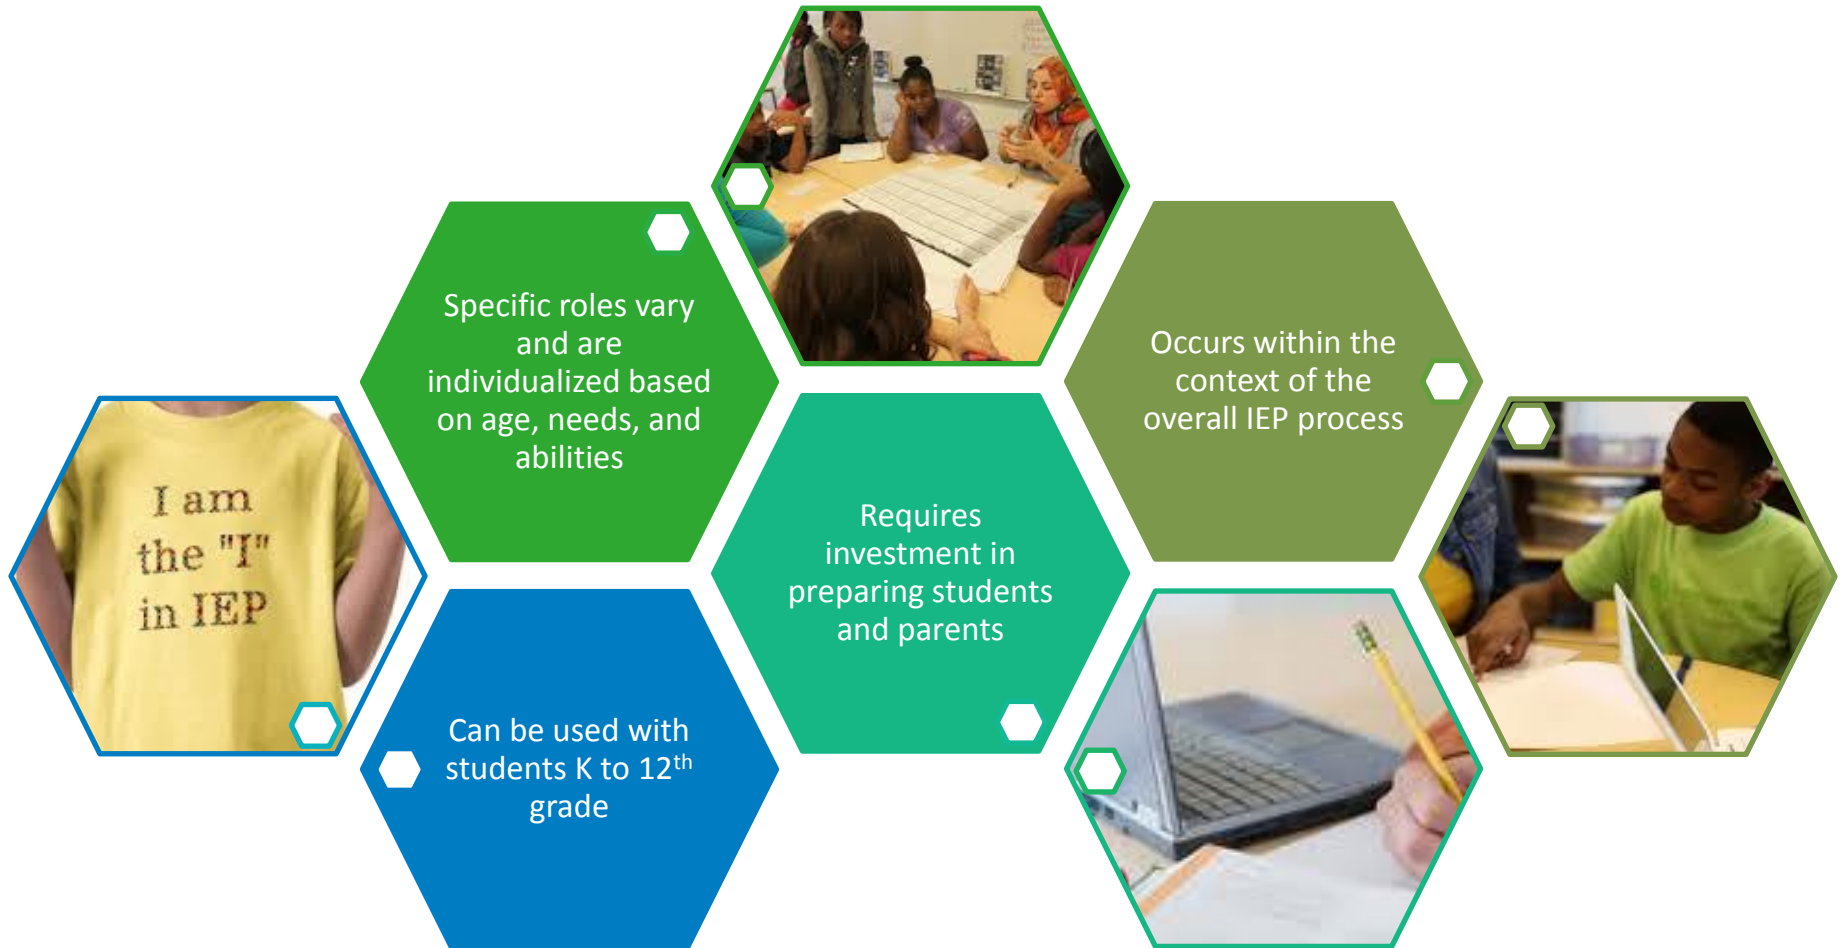 I am
the "I"
in IEP
Specific roles vary
and are
individualized based
on age, needs, and
abilities
Can be used with
students K to 12th
grade
Requires
investment in
preparing students
and parents
Occurs within the
context of the
overall IEP process